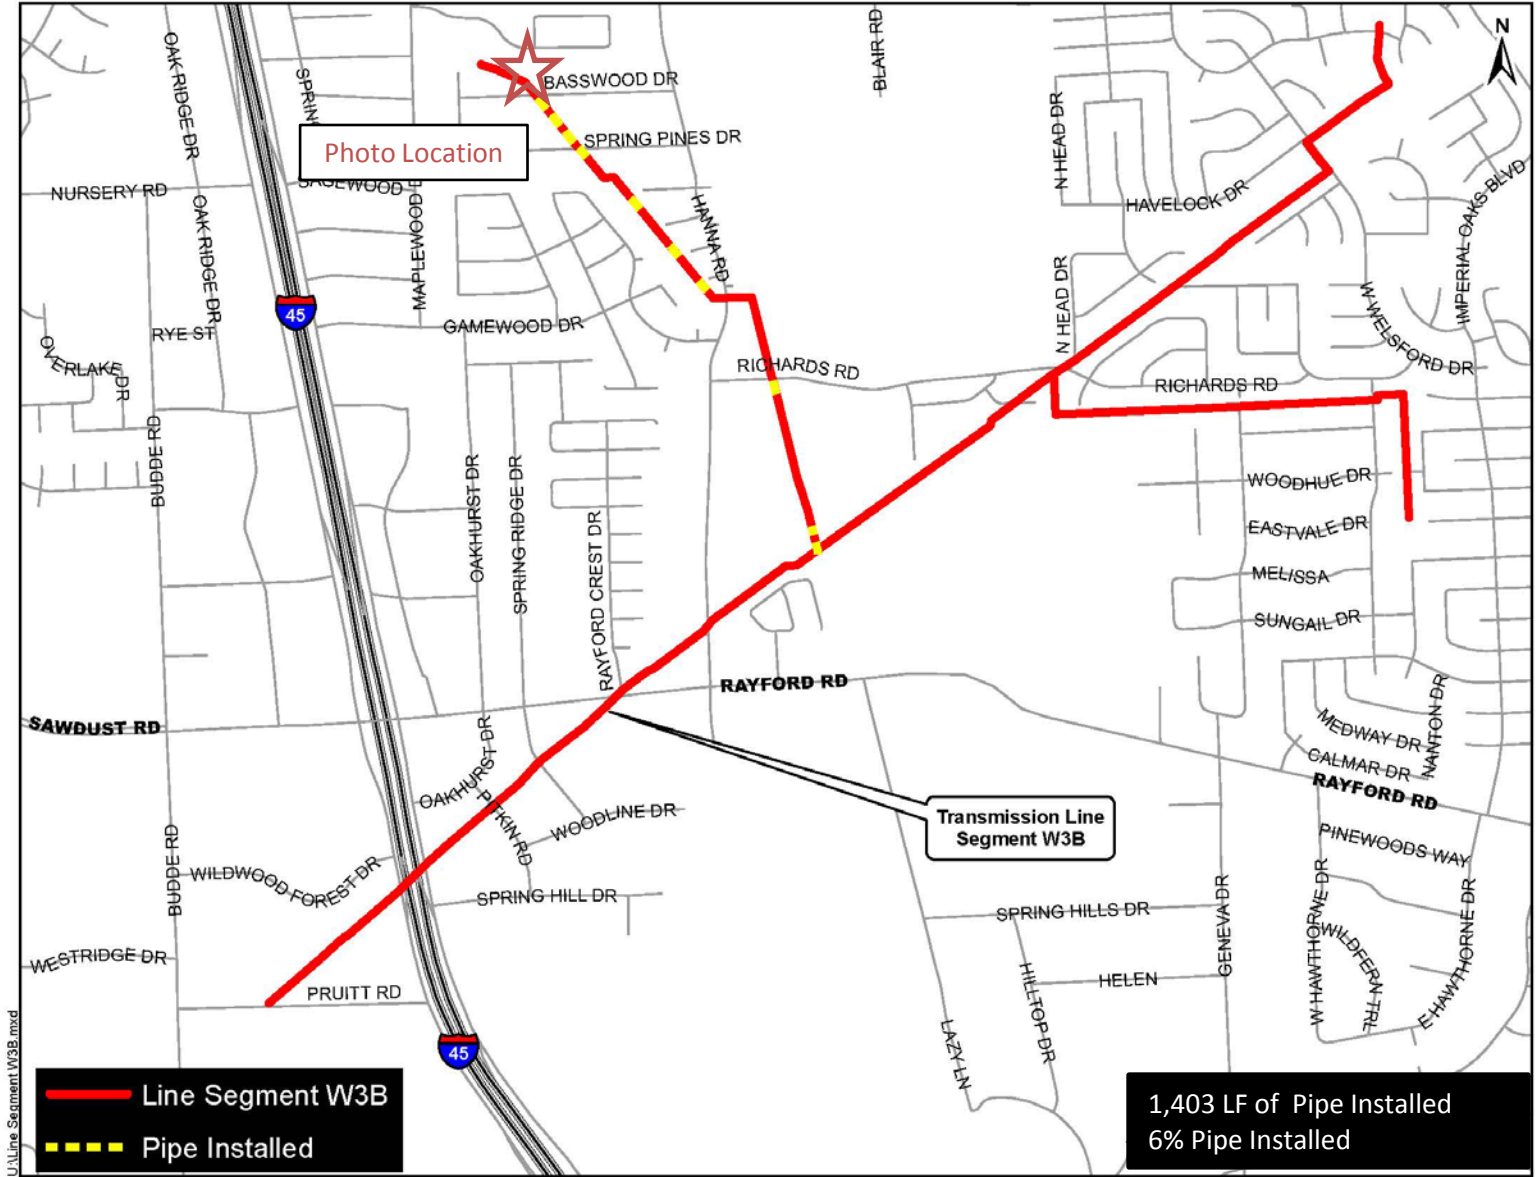 N
OAK RIDGE DR
SPRING
BLAIR RD
BASSWOOD DR
SPRING PINES DR
N HEAD DR
Photo Location
NURSERY RD
SAGEWOOD
OAK RIDGE DR
MAPLEWOOD
HANNA RD
HAVELOCK DR
IMPERIAL OAKS BLVD
45
RYE ST
GAMEWOOD DR
N HEAD DR
W WELSFORD DR
OVERLAKE DR
RICHARDS RD
RICHARDS RD
BUDDE RD
OAKHURST DR
SPRING RIDGE DR
RAYFORD CREST DR
WOODHUE DR
EASTVALE DR
MELISSA
SUNGAIL DR
RAYFORD RD
SAWDUST RD
MEDWAY DR
NANTON DR
CALMAR DR
RAYFORD RD
OAKHURST DR
PITKIN RD
WOODLINE DR
Transmission Line
Segment W3B
PINEWOODS WAY
BUDDE RD
WILDWOOD FOREST DR
SPRING HILL DR
SPRING HILLS DR
GENEVA DR
W HAWTHORNE DR
WILDFERN TRL
E HAWTHORNE DR
WESTRIDGE DR
PRUITT RD
HILLTOP DR
HELEN
LAZY LN
45
Line Segment W3B
Pipe Installed
1,403 LF of Pipe Installed
6% Pipe Installed
U:\Line Segment W3B.mxd